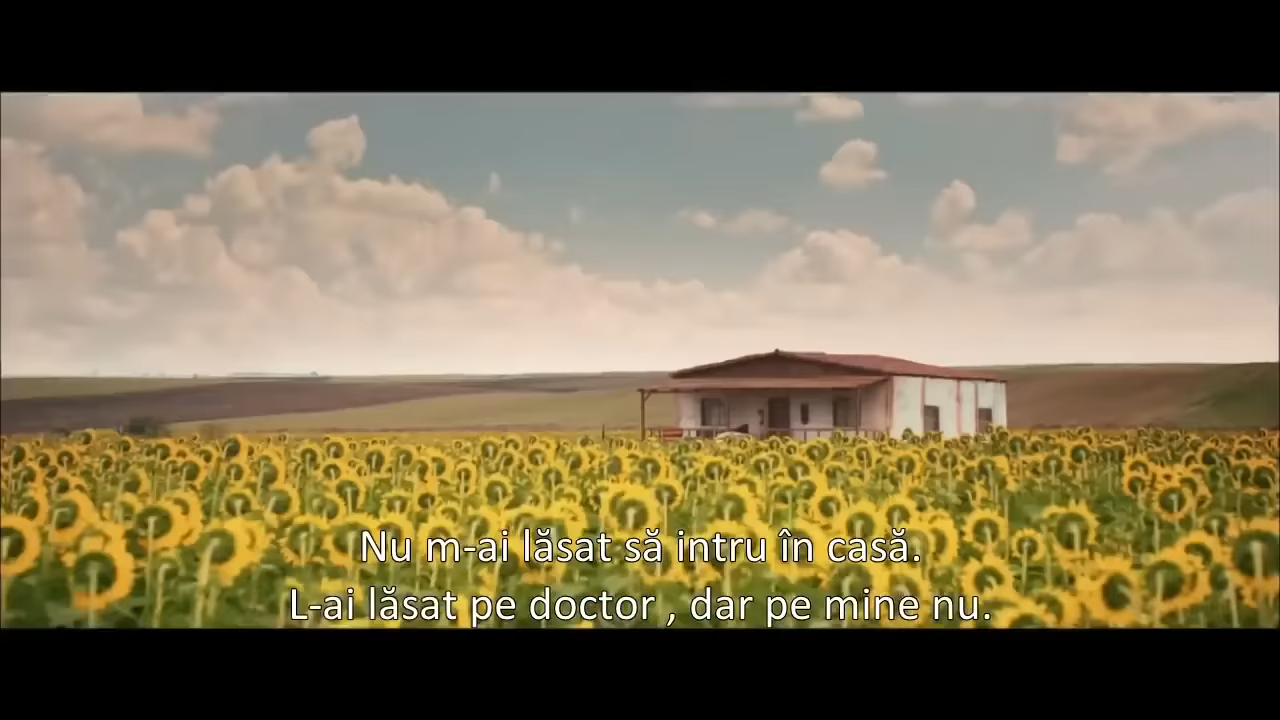 Nu m-ai lăsat să intru în casă.
L-ai lăsat pe doctor , dar pe mine nu.